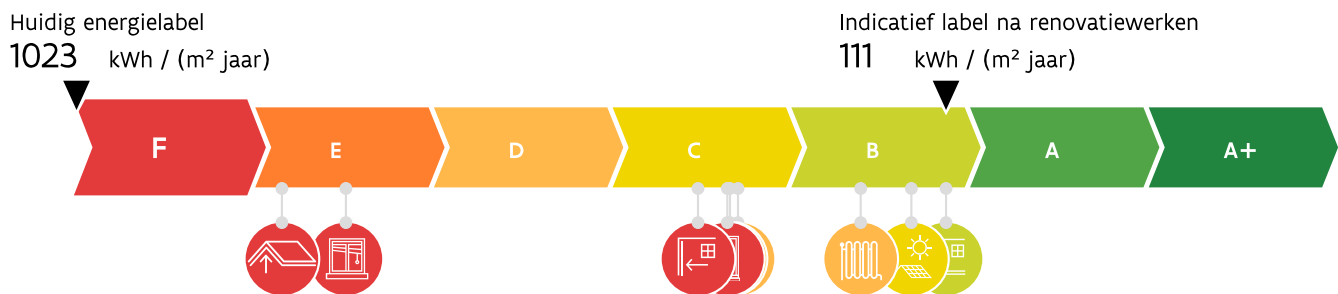 Huidig energielabel
1023 kWh / (m² jaar)
Indicatief label na renovatiewerken
111 kWh / (m² jaar)
F E D C B A A+